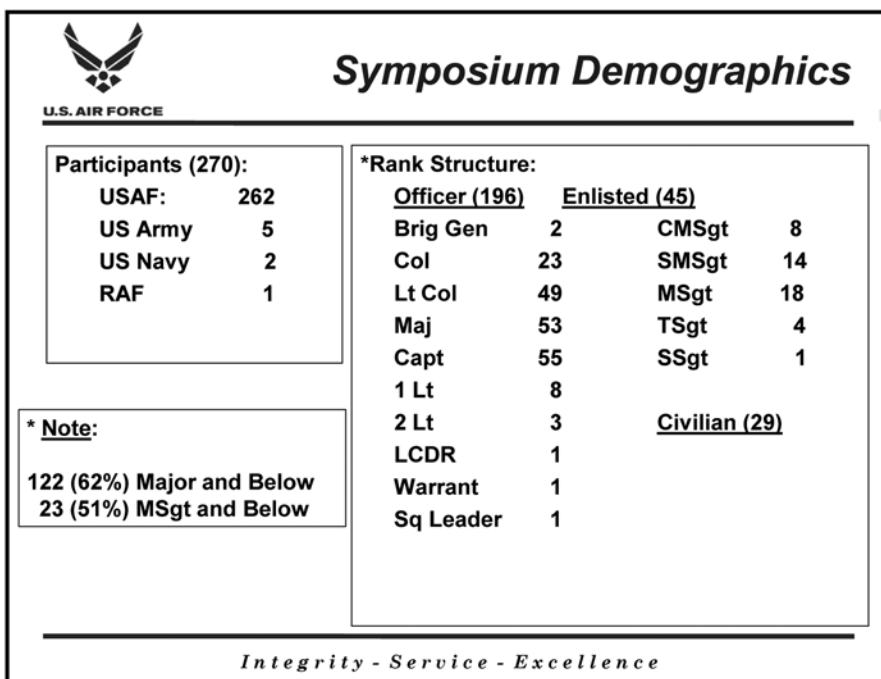 Symposium Demographics
U.S. AIR FORCE
Participants (270):
USAF: 262
US Army 5
US Navy 2
RAF 1
* Note:
122 (62%) Major and Below
23 (51%) MSgt and Below
*Rank Structure:
Officer (196) Enlisted (45)
Brig Gen 2 CMSgt 8
Col 23 SMSgt 14
Lt Col 49 MSgt 18
Maj 53 TSgt 4
Capt 55 SSgt 1
1 Lt 8
2 Lt 3 Civilian (29)
LCDR 1
Warrant 1
Sq Leader 1
Integrity - Service - Excellence